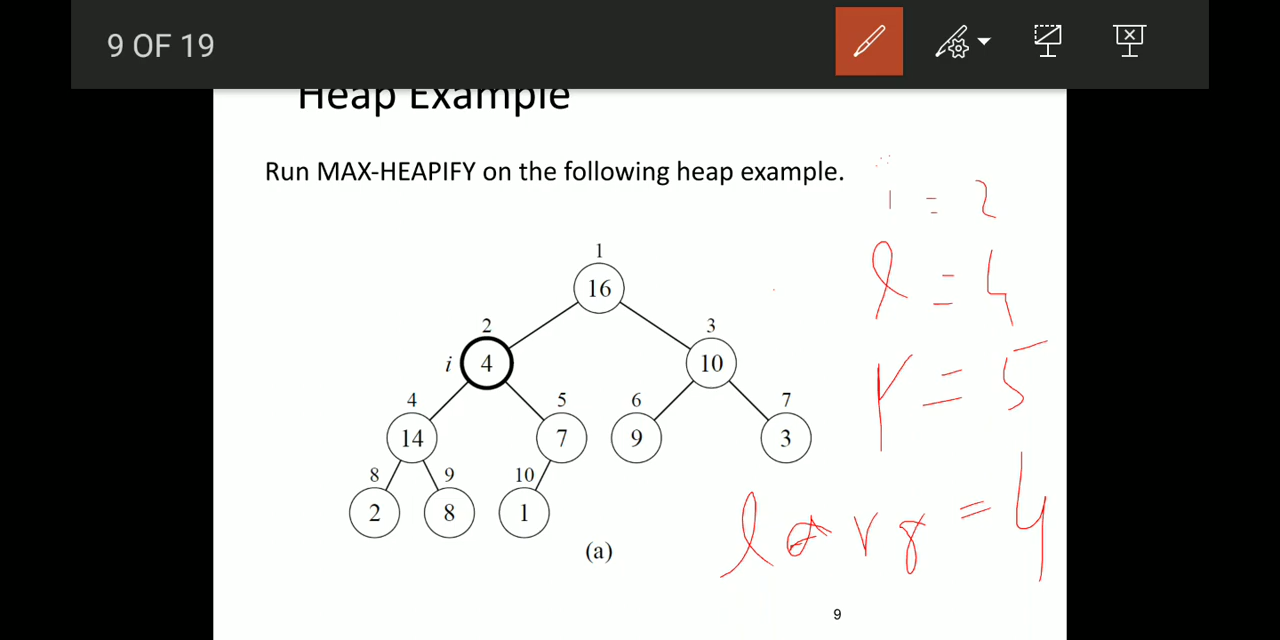 9 OF 19
Heap Example
Run MAX-HEAPIFY on the following heap example.
i = 2
l = 4
r = 5
larg = 4
1
16
2 3
i 4 10
4 5 6 7
14 7 9 3
8 9 10
2 8 1
(a)
9